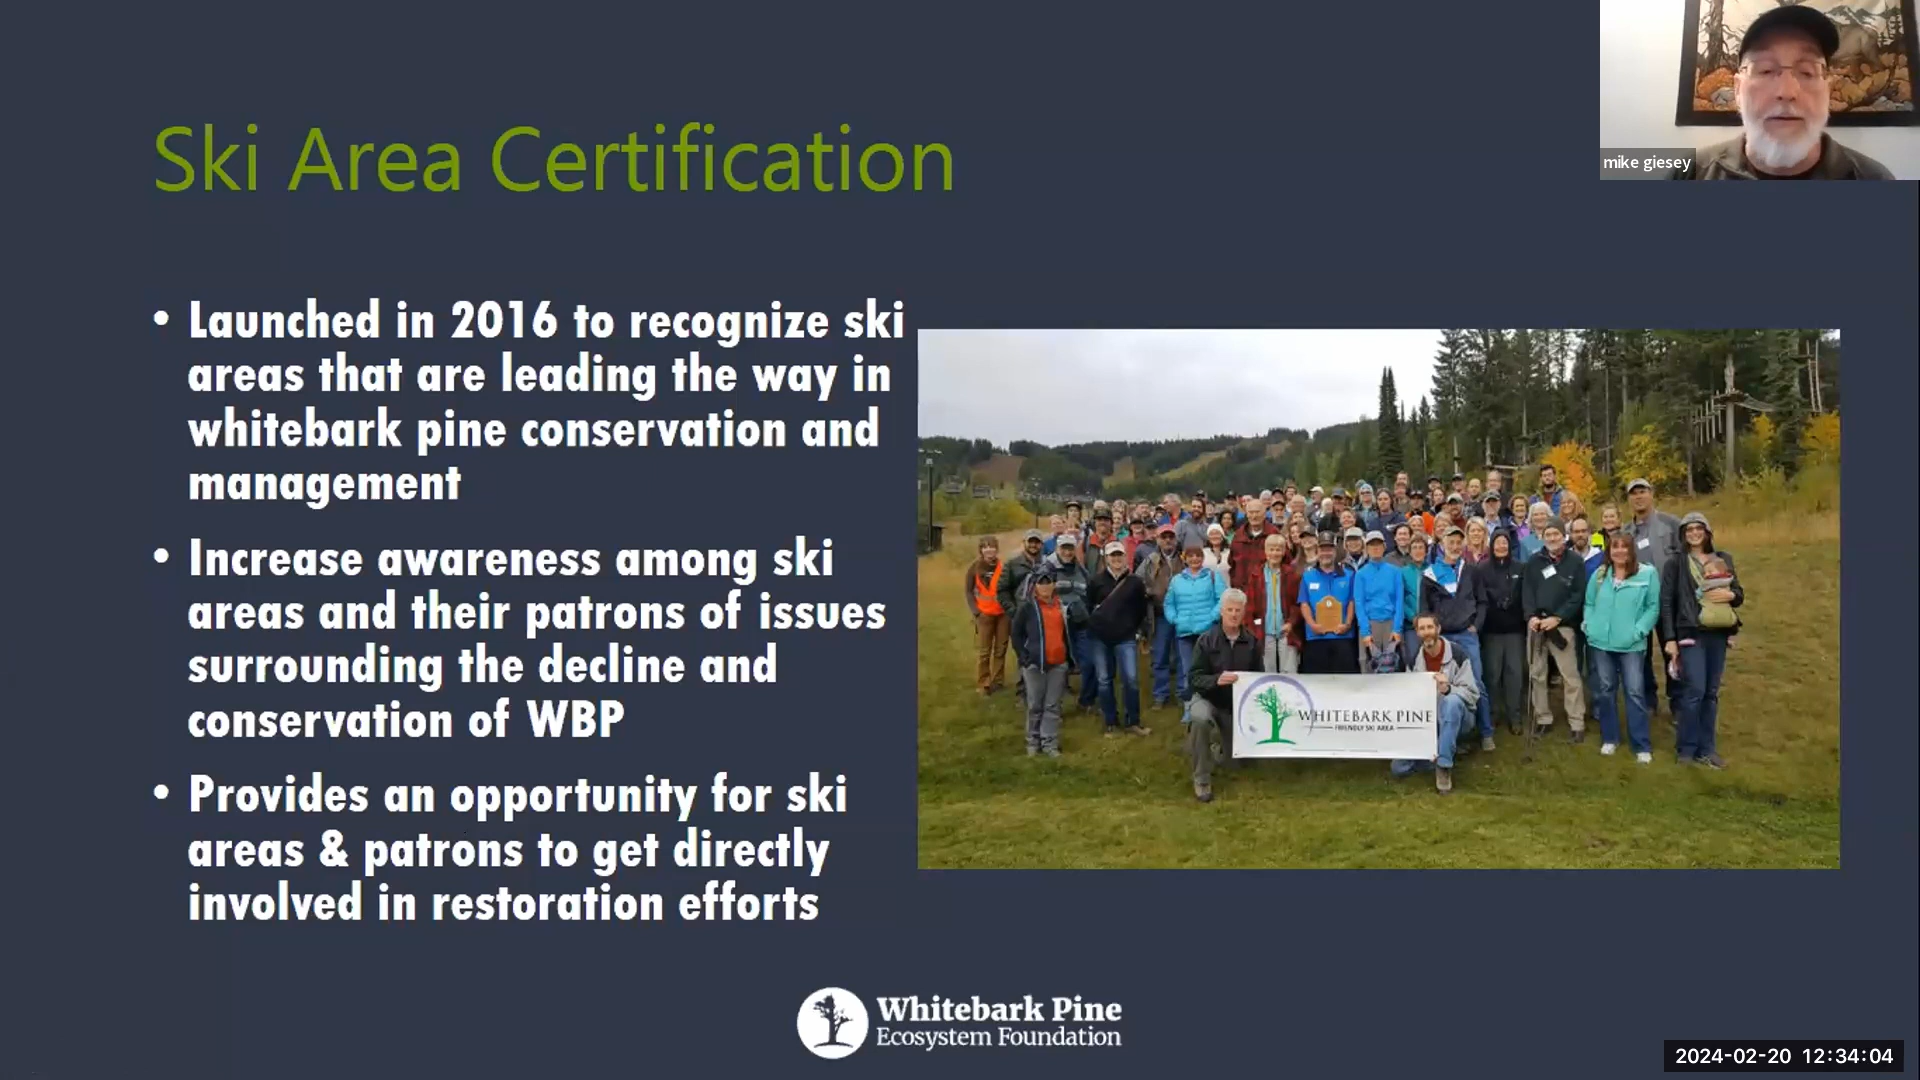 mike giesey
Ski Area Certification
• Launched in 2016 to recognize ski
areas that are leading the way in
whitebark pine conservation and
management
• Increase awareness among ski
areas and their patrons of issues
surrounding the decline and
conservation of WBP
• Provides an opportunity for ski
areas & patrons to get directly
involved in restoration efforts
WHITEBARK PINE
FRIENDLY SKI AREA
Whitebark Pine
Ecosystem Foundation
2024-02-20 12:34:04